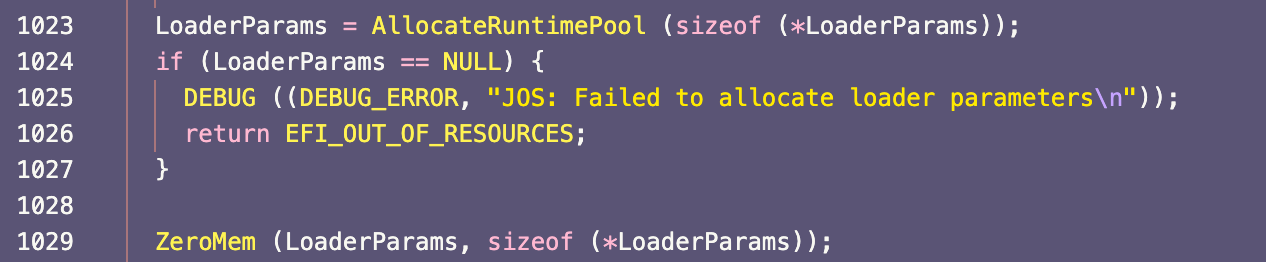 1023 LoaderParams = AllocateRuntimePool (sizeof (*LoaderParams));
1024 if (LoaderParams == NULL) {
1025 DEBUG ((DEBUG_ERROR, "JOS: Failed to allocate loader parameters\n"));
1026 return EFI_OUT_OF_RESOURCES;
1027 }
1028
1029 ZeroMem (LoaderParams, sizeof (*LoaderParams));